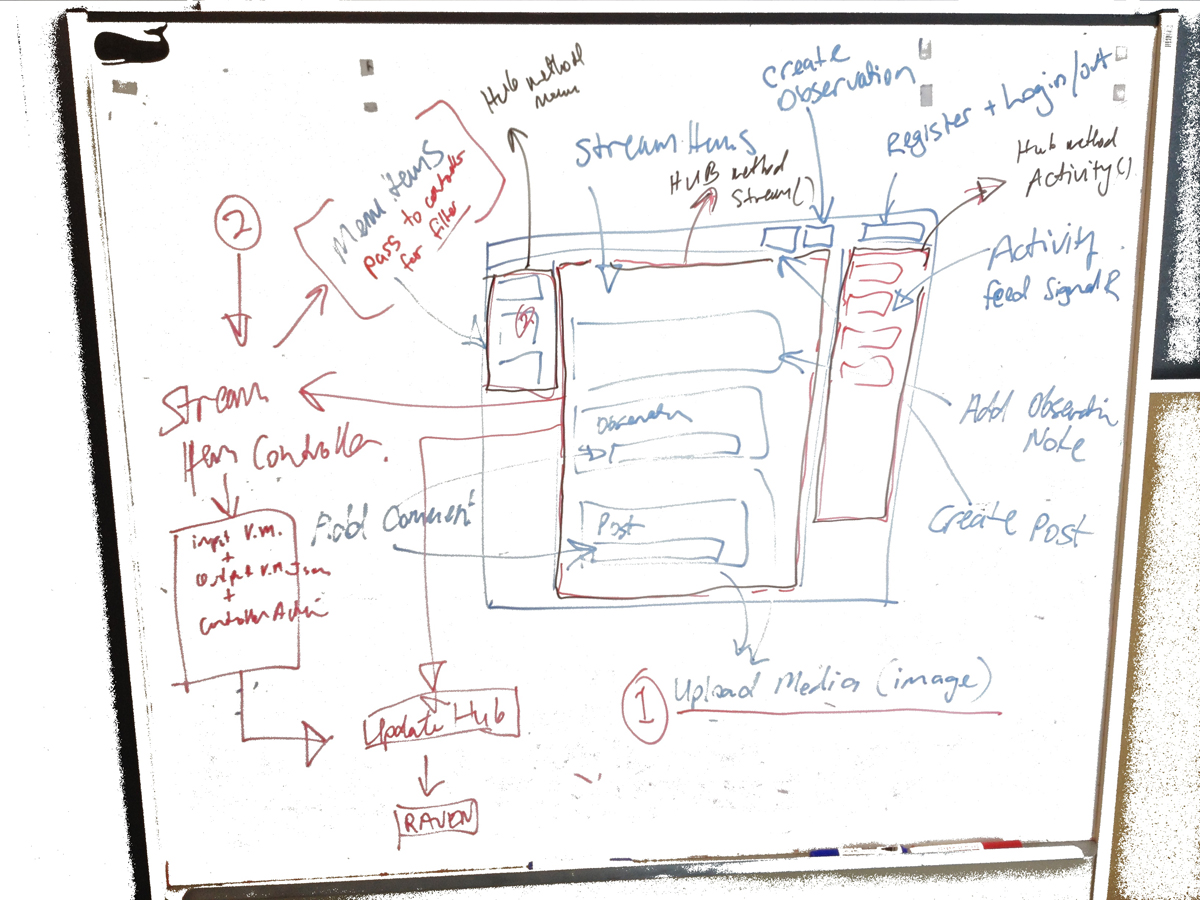 Hub method
menu
create
observation
Stream Items
HUB method
Stream()
Register + Login/out
Hub method
Activity()
Menu items
pass to controller
for filter
2
2
Activity
feed SignalR
Stream
Item Controller.
Observation
Add Observation
Note
Add Comment
Post
Create Post
input V.M.
+
output V.M. Json
+
controller Action
Update Hub
1
Upload Media (image)
RAVEN